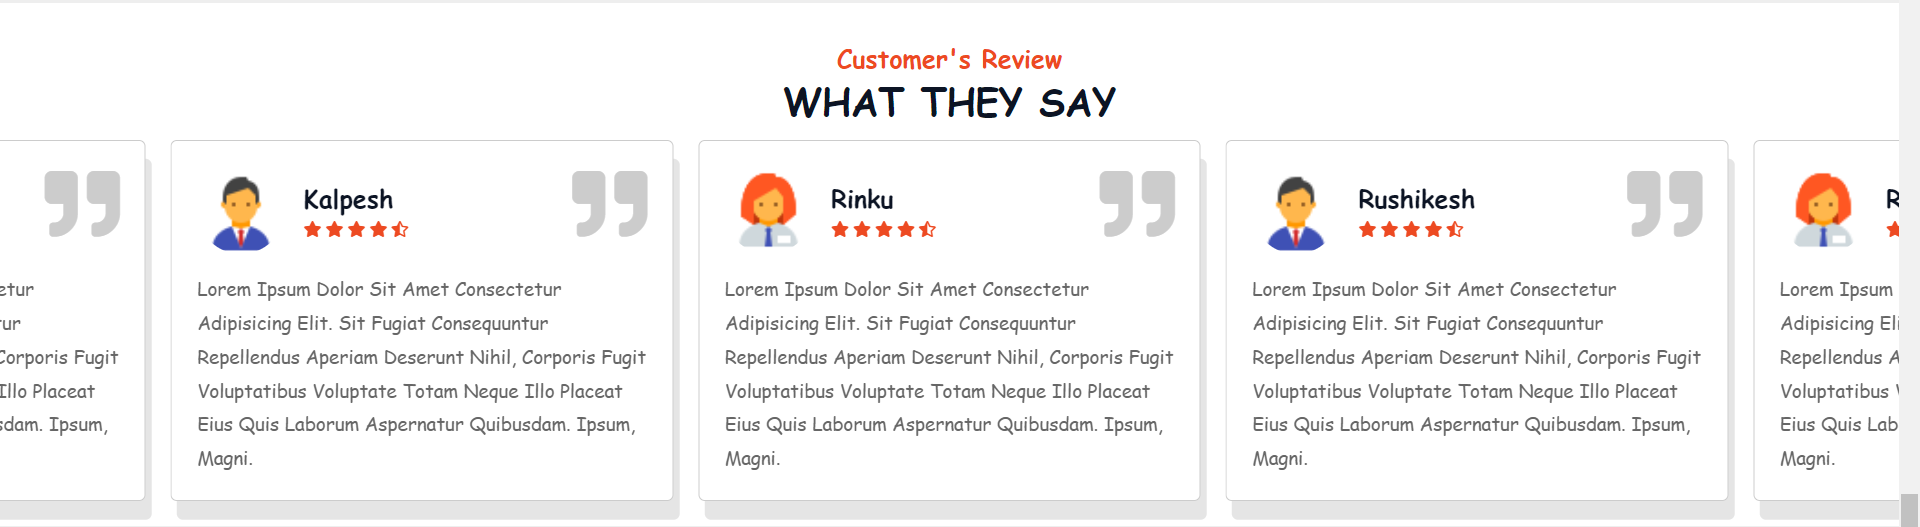 Customer's Review
WHAT THEY SAY
etur
Corporis Fugit
Illo Placeat
Ipsum,
Kalpesh
Lorem Ipsum Dolor Sit Amet Consectetur
Adipisicing Elit. Sit Fugiat Consequuntur
Repellendus Aperiam Deserunt Nihil, Corporis Fugit
Voluptatibus Voluptate Totam Neque Illo Placeat
Eius Quis Laborum Aspernatur Quibusdam. Ipsum,
Magni.
Rinku
Lorem Ipsum Dolor Sit Amet Consectetur
Adipisicing Elit. Sit Fugiat Consequuntur
Repellendus Aperiam Deserunt Nihil, Corporis Fugit
Voluptatibus Voluptate Totam Neque Illo Placeat
Eius Quis Laborum Aspernatur Quibusdam. Ipsum,
Magni.
Rushikesh
Lorem Ipsum Dolor Sit Amet Consectetur
Adipisicing Elit. Sit Fugiat Consequuntur
Repellendus Aperiam Deserunt Nihil, Corporis Fugit
Voluptatibus Voluptate Totam Neque Illo Placeat
Eius Quis Laborum Aspernatur Quibusdam. Ipsum,
Magni.
R
Lorem Ipsum
Adipisicing
Repellendus A
Voluptatibus
Eius Quis Lab
Magni.